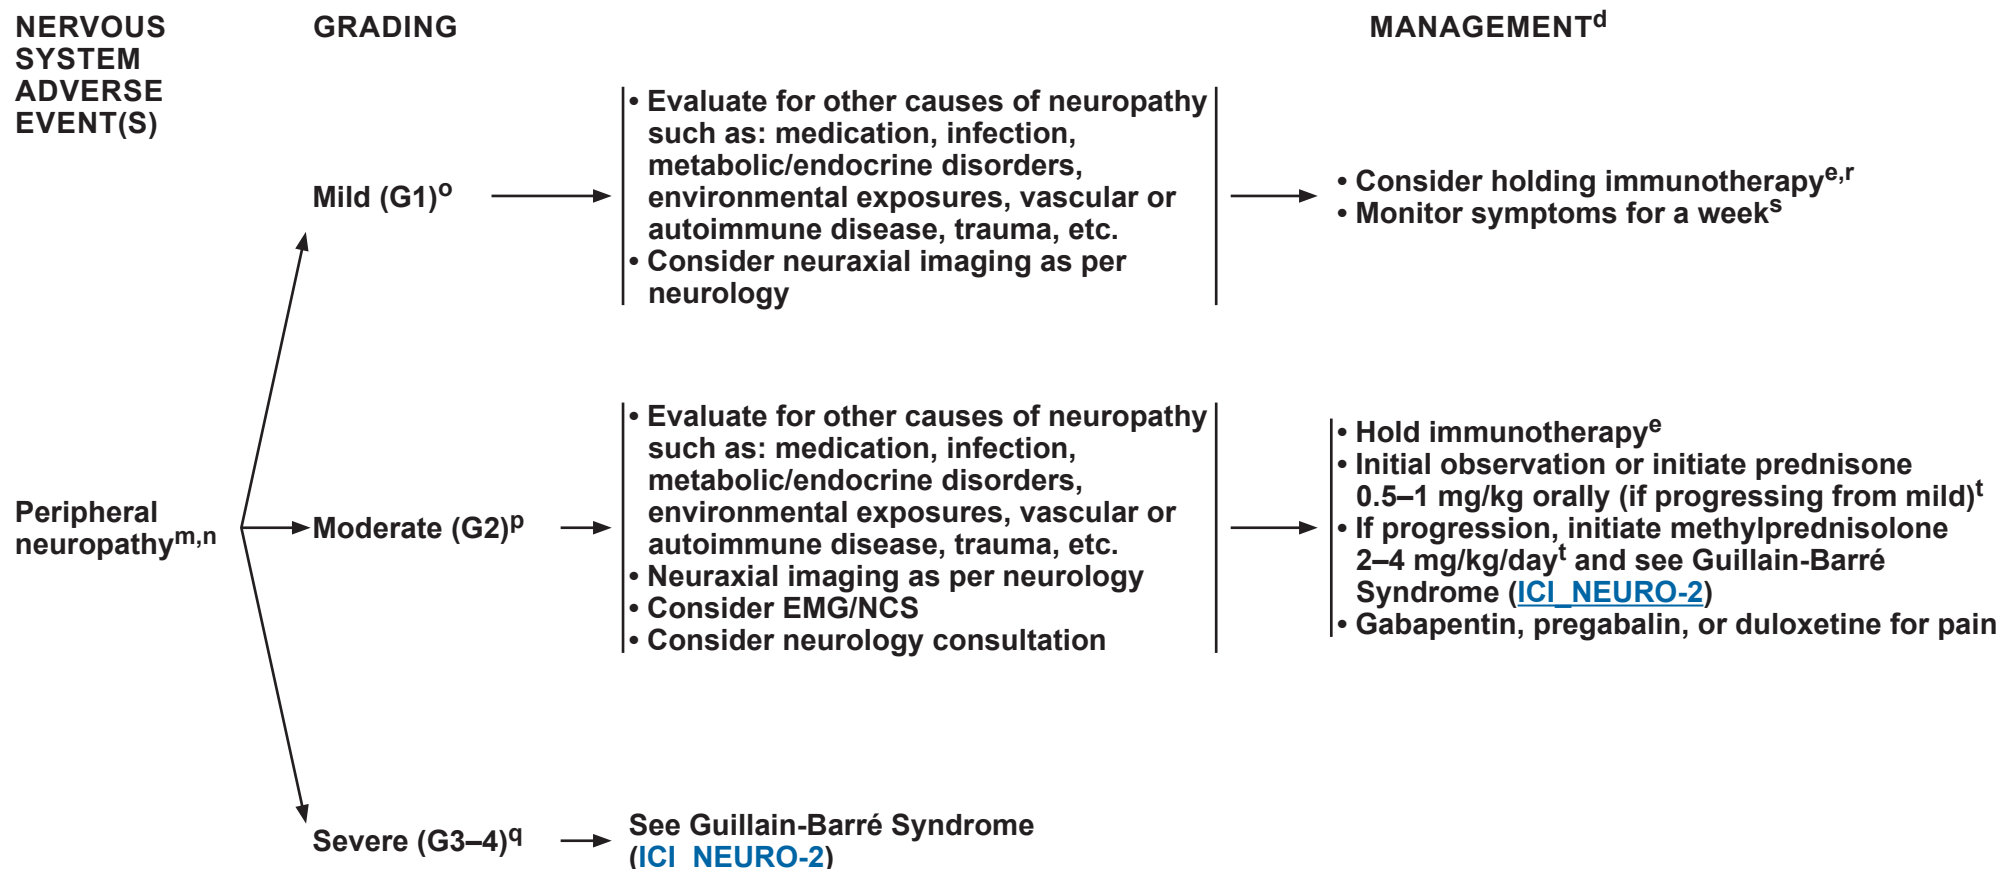 NERVOUS
SYSTEM
ADVERSE
EVENT(S)
GRADING
MANAGEMENTᵈ
Mild (G1)ᵒ
• Evaluate for other causes of neuropathy
such as: medication, infection,
metabolic/endocrine disorders,
environmental exposures, vascular or
autoimmune disease, trauma, etc.
• Consider neuraxial imaging as per
neurology
• Consider holding immunotherapyᵉ,ʳ
• Monitor symptoms for a weekˢ
Peripheral
neuropathyᵐ,ⁿ
Moderate (G2)ᵖ
• Evaluate for other causes of neuropathy
such as: medication, infection,
metabolic/endocrine disorders,
environmental exposures, vascular or
autoimmune disease, trauma, etc.
• Neuraxial imaging as per neurology
• Consider EMG/NCS
• Consider neurology consultation
• Hold immunotherapyᵉ
• Initial observation or initiate prednisone
0.5–1 mg/kg orally (if progressing from mild)ᵗ
• If progression, initiate methylprednisolone
2–4 mg/kg/dayᵗ and see Guillain-Barré
Syndrome (ICI_NEURO-2)
• Gabapentin, pregabalin, or duloxetine for pain
Severe (G3–4)q
See Guillain-Barré Syndrome
(ICI_NEURO-2)